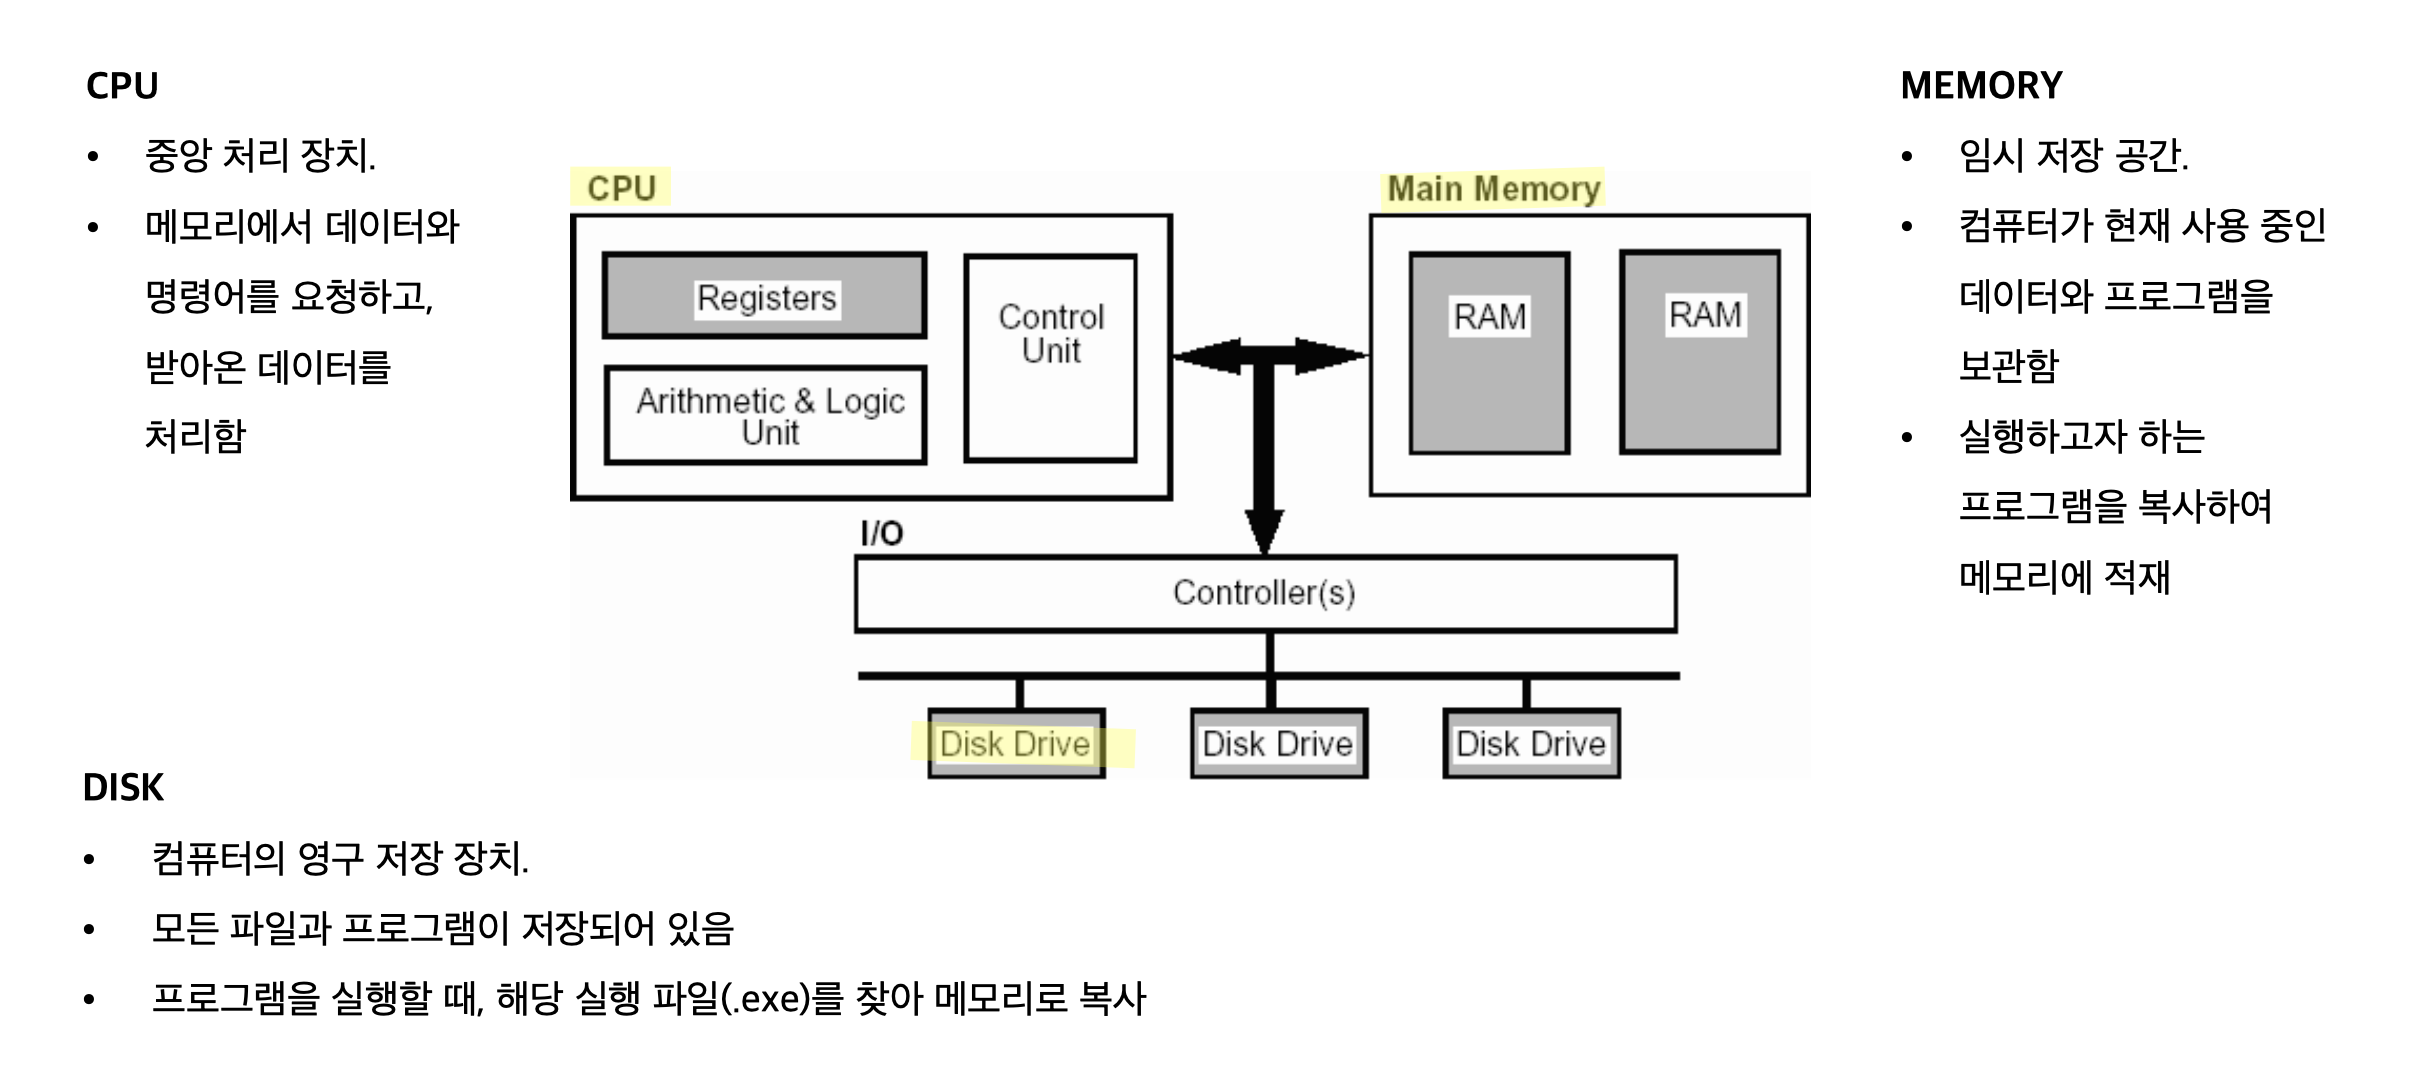 CPU
• 중앙 처리 장치.
• 메모리에서 데이터와
명령어를 요청하고,
받아온 데이터를
처리함
CPU
Registers
Arithmetic & Logic
Unit
Control
Unit
Main Memory
RAM
RAM
I/O
Controller(s)
Disk Drive
Disk Drive
Disk Drive
MEMORY
• 임시 저장 공간.
• 컴퓨터가 현재 사용 중인
데이터와 프로그램을
보관함
• 실행하고자 하는
프로그램을 복사하여
메모리에 적재
DISK
• 컴퓨터의 영구 저장 장치.
• 모든 파일과 프로그램이 저장되어 있음
• 프로그램을 실행할 때, 해당 실행 파일(.exe)를 찾아 메모리로 복사